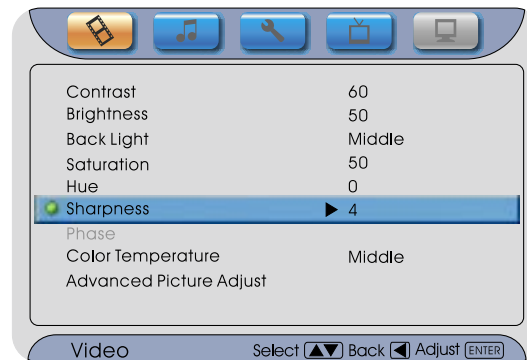 Contrast 60
Brightness 50
Back Light Middle
Saturation 50
Hue 0
Sharpness 4
Phase
Color Temperature Middle
Advanced Picture Adjust
Video Select Back Adjust ENTER